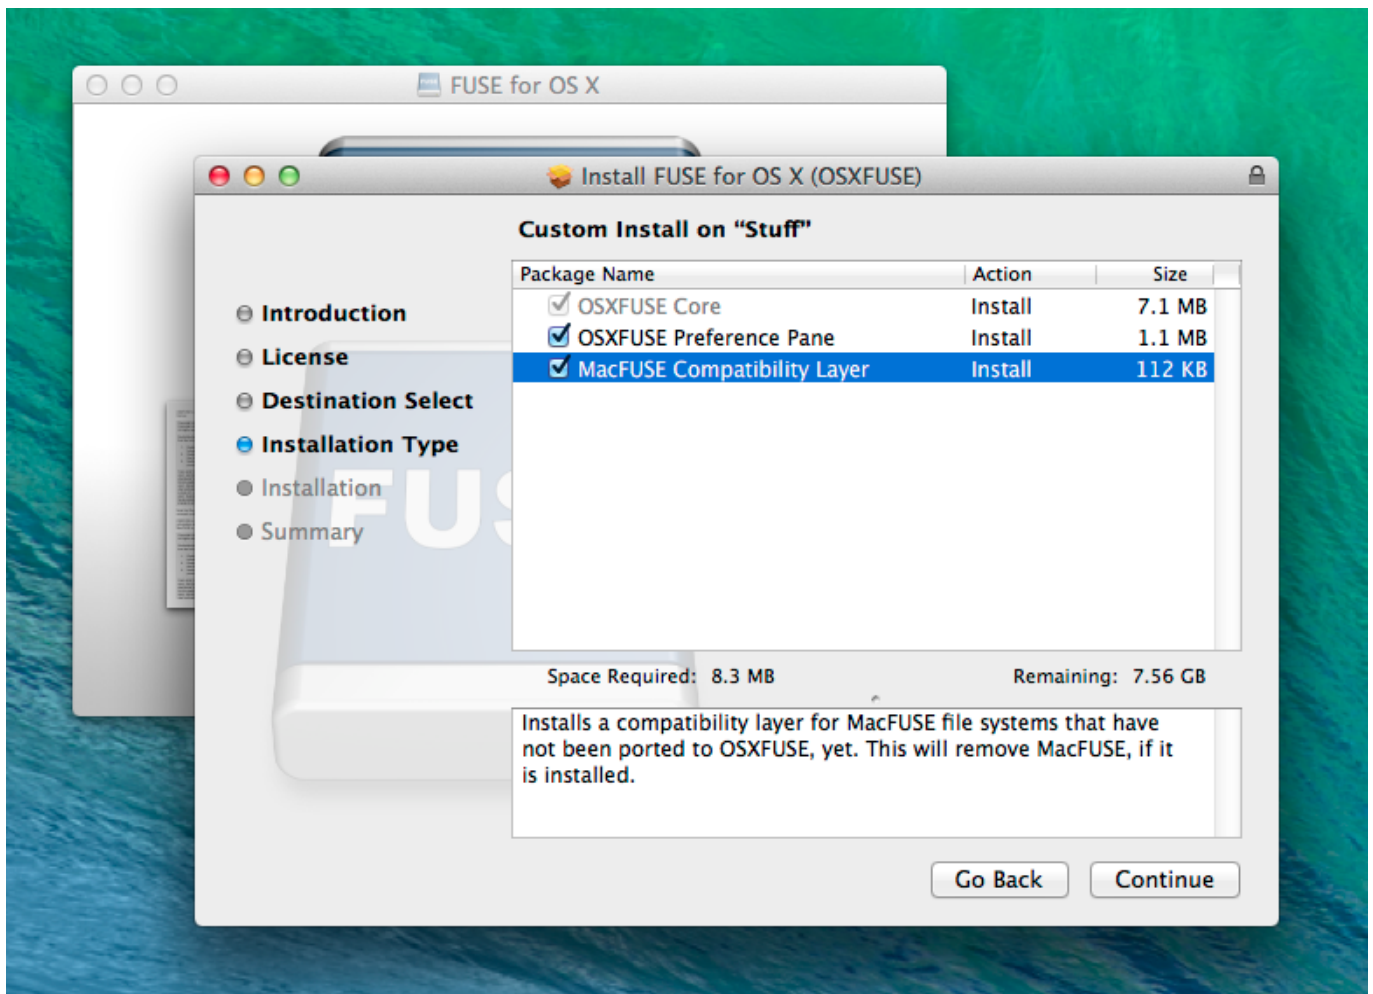 FUSE for OS X
Install FUSE for OS X (OSXFUSE)
Custom Install on “Stuff”
Package Name Action Size
OSXFUSE Core Install 7.1 MB
OSXFUSE Preference Pane Install 1.1 MB
MacFUSE Compatibility Layer Install 112 KB
Introduction
License
Destination Select
Installation Type
Installation
Summary
FUS
Space Required: 8.3 MB Remaining: 7.56 GB
Installs a compatibility layer for MacFUSE file systems that have
not been ported to OSXFUSE, yet. This will remove MacFUSE, if it
is installed.
Go Back Continue